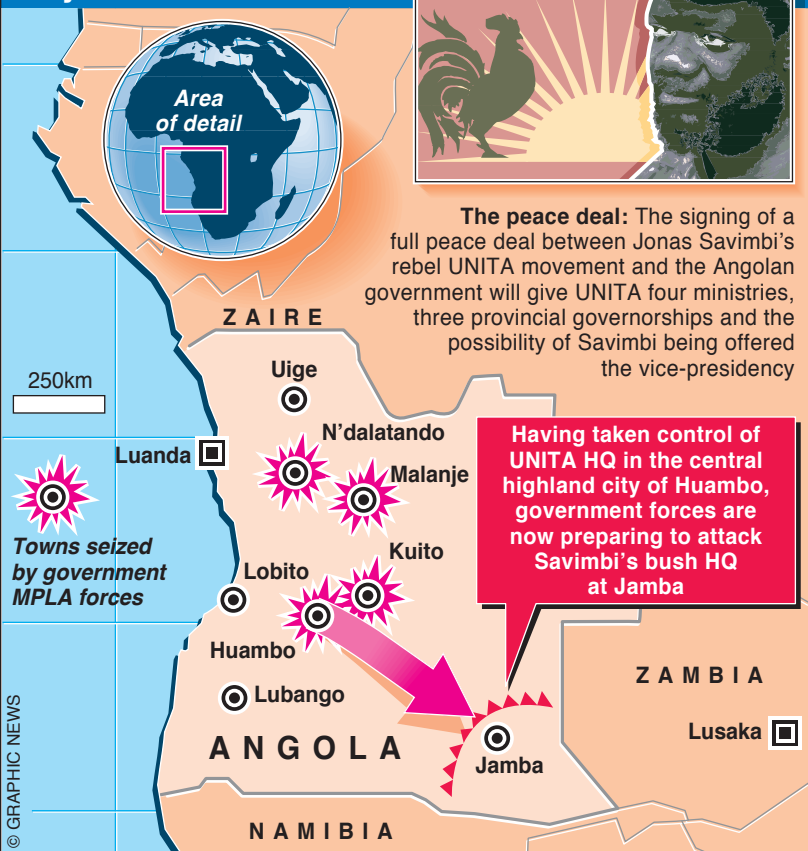 Area
of detail
The peace deal: The signing of a
full peace deal between Jonas Savimbi's
rebel UNITA movement and the Angolan
government will give UNITA four ministries,
three provincial governorships and the
possibility of Savimbi being offered
the vice-presidency
ZAIRE
250km
Uige
N'dalatando
Luanda
Malanje
Having taken control of
UNITA HQ in the central
highland city of Huambo,
government forces are
now preparing to attack
Savimbi's bush HQ
at Jamba
Towns seized
by government
MPLA forces
Kuito
Lobito
Huambo
Lubango
ZAMBIA
Lusaka
ANGOLA
Jamba
NAMIBIA
© GRAPHIC NEWS